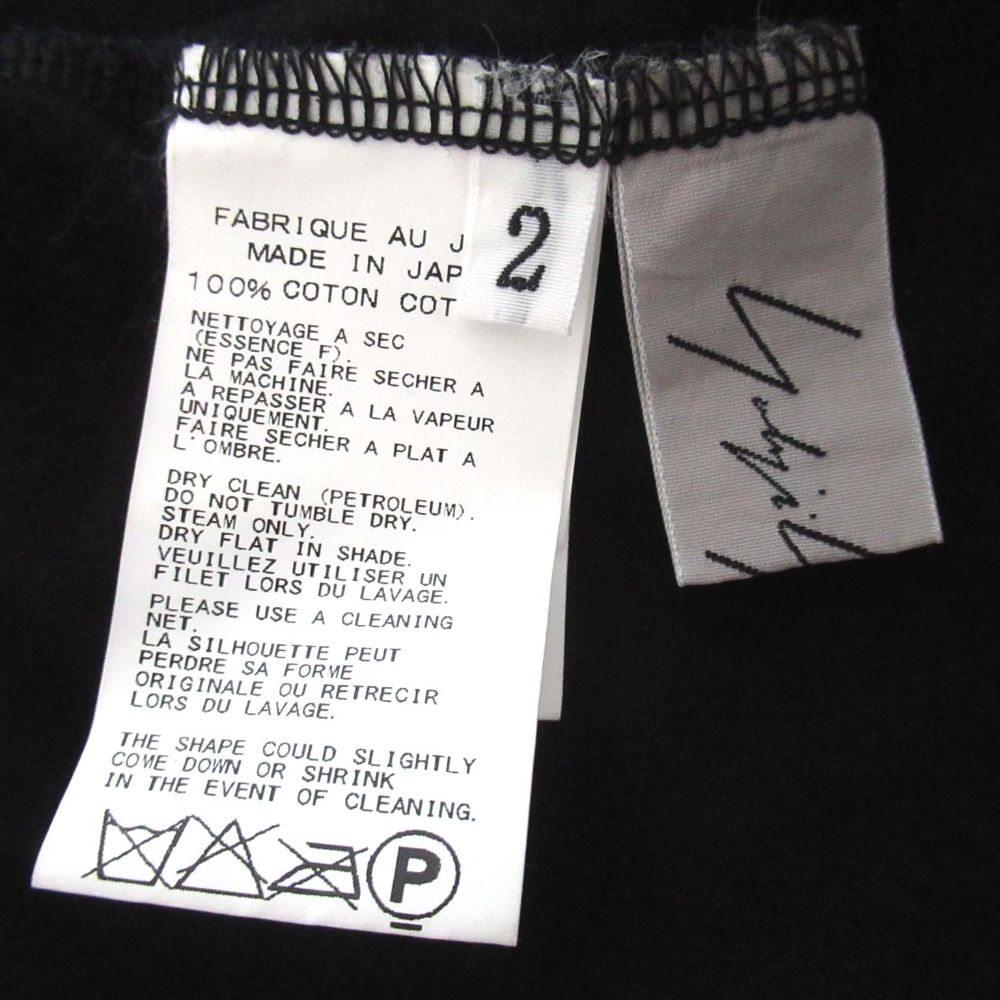 FABRIQUE AU J
MADE IN JAP
100% COTON COT
2
NETTOYAGE A SEC
(ESSENCE F).
NE PAS FAIRE SECHER A
LA MACHINE.
A REPASSER A LA VAPEUR
UNIQUEMENT.
FAIRE SECHER A PLAT A
L'OMBRE.
DRY CLEAN (PETROLEUM).
DO NOT TUMBLE DRY.
STEAM ONLY.
DRY FLAT IN SHADE.
VEUILLEZ UTILISER UN
FILET LORS DU LAVAGE.
PLEASE USE A CLEANING
NET.
LA SILHOUETTE PEUT
PERDRE SA FORME
ORIGINALE OU RETRECIR
LORS DU LAVAGE.
THE SHAPE COULD SLIGHTLY
COME DOWN OR SHRINK
IN THE EVENT OF CLEANING.
P